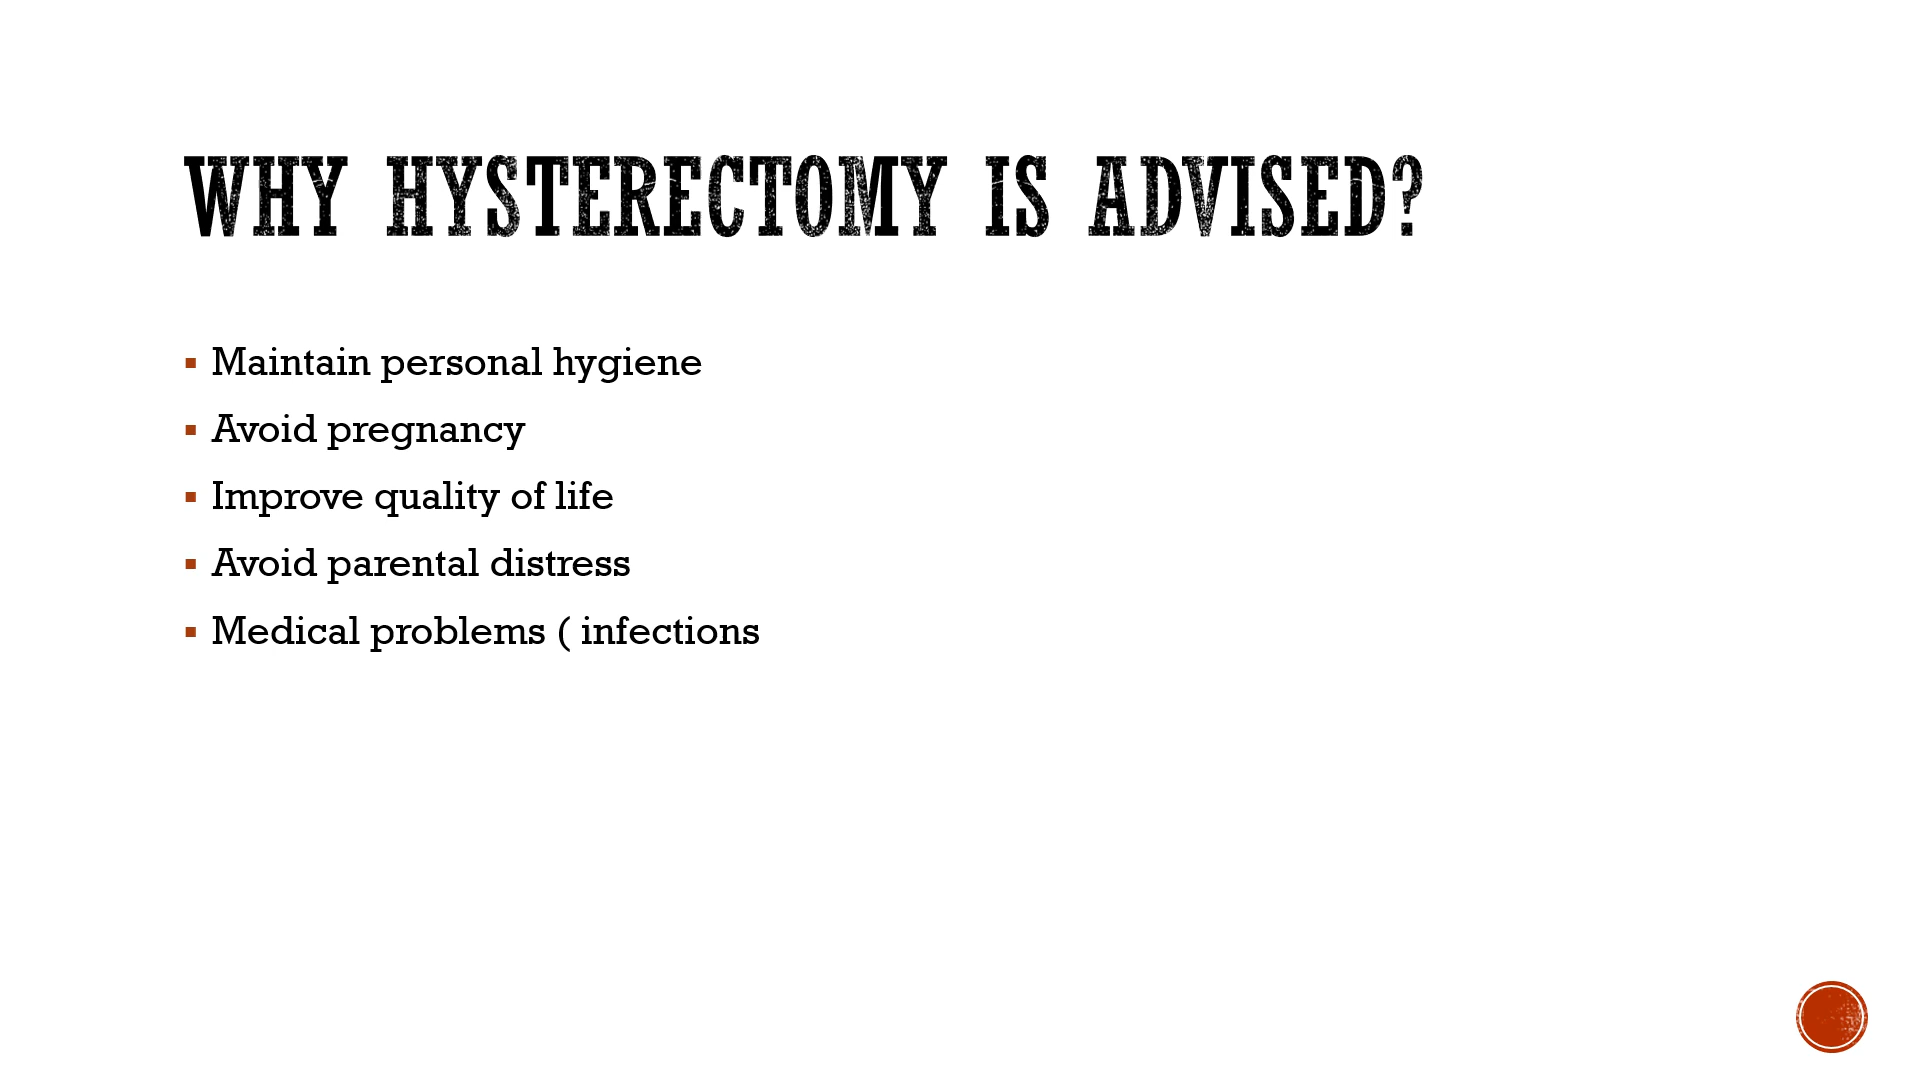 WHY HYSTERECTOMY IS ADVISED?
▪ Maintain personal hygiene
▪ Avoid pregnancy
▪ Improve quality of life
▪ Avoid parental distress
▪ Medical problems ( infections